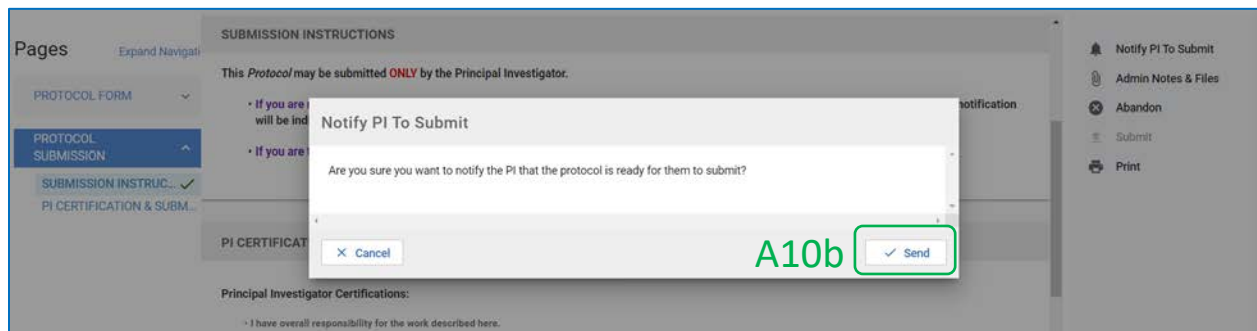 Pages
Expand Navigati
PROTOCOL FORM
PROTOCOL
SUBMISSION
SUBMISSION INSTRUC...
PI CERTIFICATION & SUBM...
SUBMISSION INSTRUCTIONS
This Protocol may be submitted ONLY by the Principal Investigator.
• If you are
notification
will be ind
• If you are
Notify PI To Submit
Are you sure you want to notify the PI that the protocol is ready for them to submit?
Cancel
A10b
Send
PI CERTIFICAT
Principal Investigator Certifications:
- I have overall responsibility for the work described here.
Notify PI To Submit
Admin Notes & Files
Abandon
Submit
Print